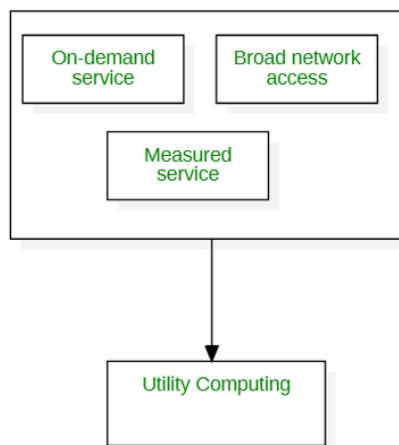 On-demand
service
Broad network
access
Measured
service
Utility Computing